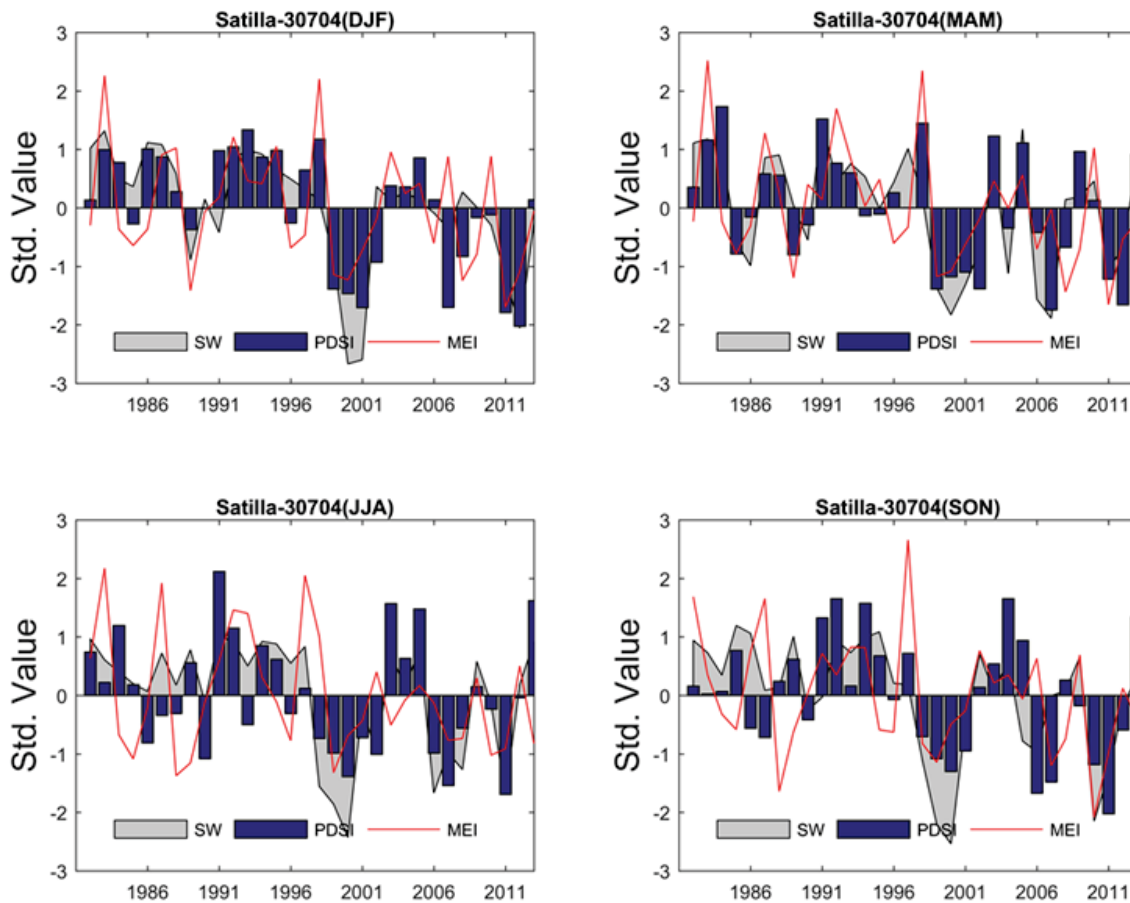 Satilla-30704(DJF)
Std. Value
3
2
1
0
-1
-2
-3
SW PDSI MEI
1986 1991 1996 2001 2006 2011
Satilla-30704(MAM)
Std. Value
3
2
1
0
-1
-2
-3
SW PDSI MEI
1986 1991 1996 2001 2006 2011
Satilla-30704(JJA)
Std. Value
3
2
1
0
-1
-2
-3
SW PDSI MEI
1986 1991 1996 2001 2006 2011
Satilla-30704(SON)
Std. Value
3
2
1
0
-1
-2
-3
SW PDSI MEI
1986 1991 1996 2001 2006 2011